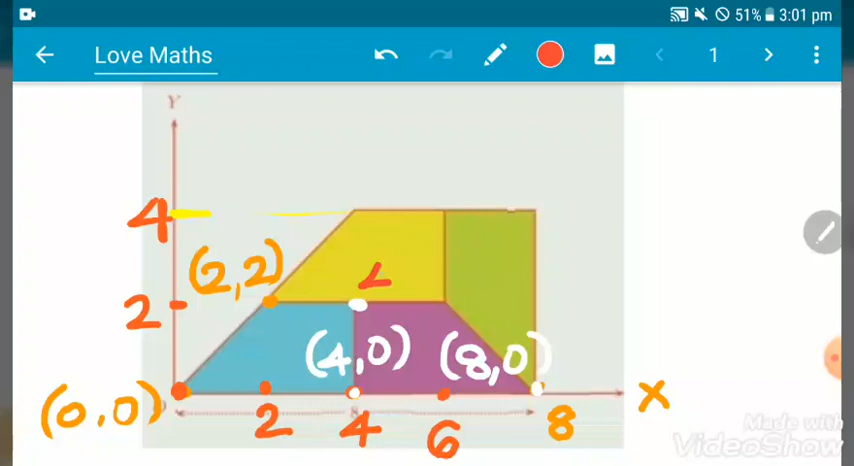 51% 3:01 pm
Love Maths
1
Y
4
(2,2)
2
(4,0) (8,0)
(0,0)
8
X
2 4 6 8
Made with
VideoShow